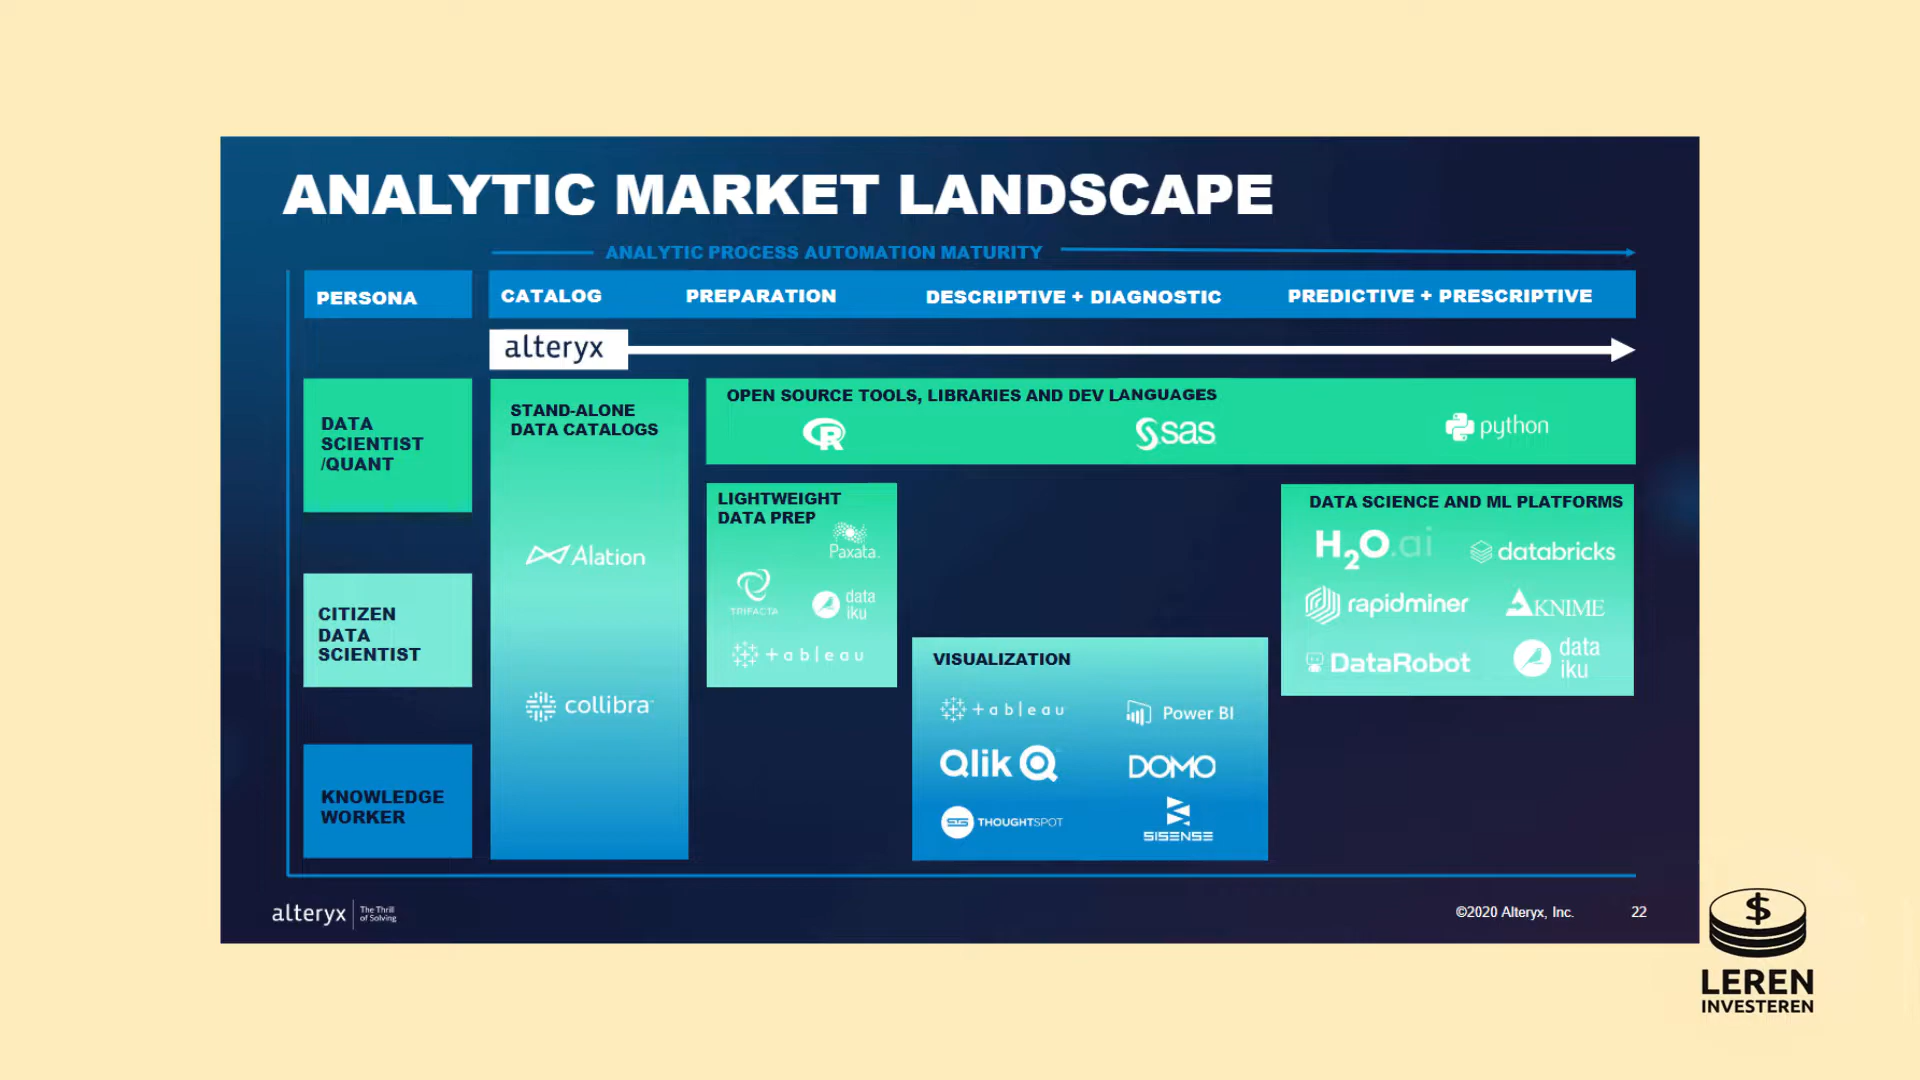 ANALYTIC MARKET LANDSCAPE
ANALYTIC PROCESS AUTOMATION MATURITY
PERSONA
CATALOG
PREPARATION
DESCRIPTIVE + DIAGNOSTIC
PREDICTIVE + PRESCRIPTIVE
alteryx
DATA
SCIENTIST
/QUANT
CITIZEN
DATA
SCIENTIST
KNOWLEDGE
WORKER
STAND-ALONE
DATA CATALOGS
Alation
collibra
OPEN SOURCE TOOLS, LIBRARIES AND DEV LANGUAGES
R
sas
python
LIGHTWEIGHT
DATA PREP
Paxata
TRIFACTA
data
iku
+ableau
VISUALIZATION
+ableau
Power BI
Qlik
DOMO
STS THOUGHTSPOT
SISENSE
DATA SCIENCE AND ML PLATFORMS
H2O.ai
databricks
rapidminer
KNIME
DataRobot
data
iku
alteryx
The Thrill
of Solving
©2020 Alteryx, Inc.
22
$
LEREN
INVESTEREN